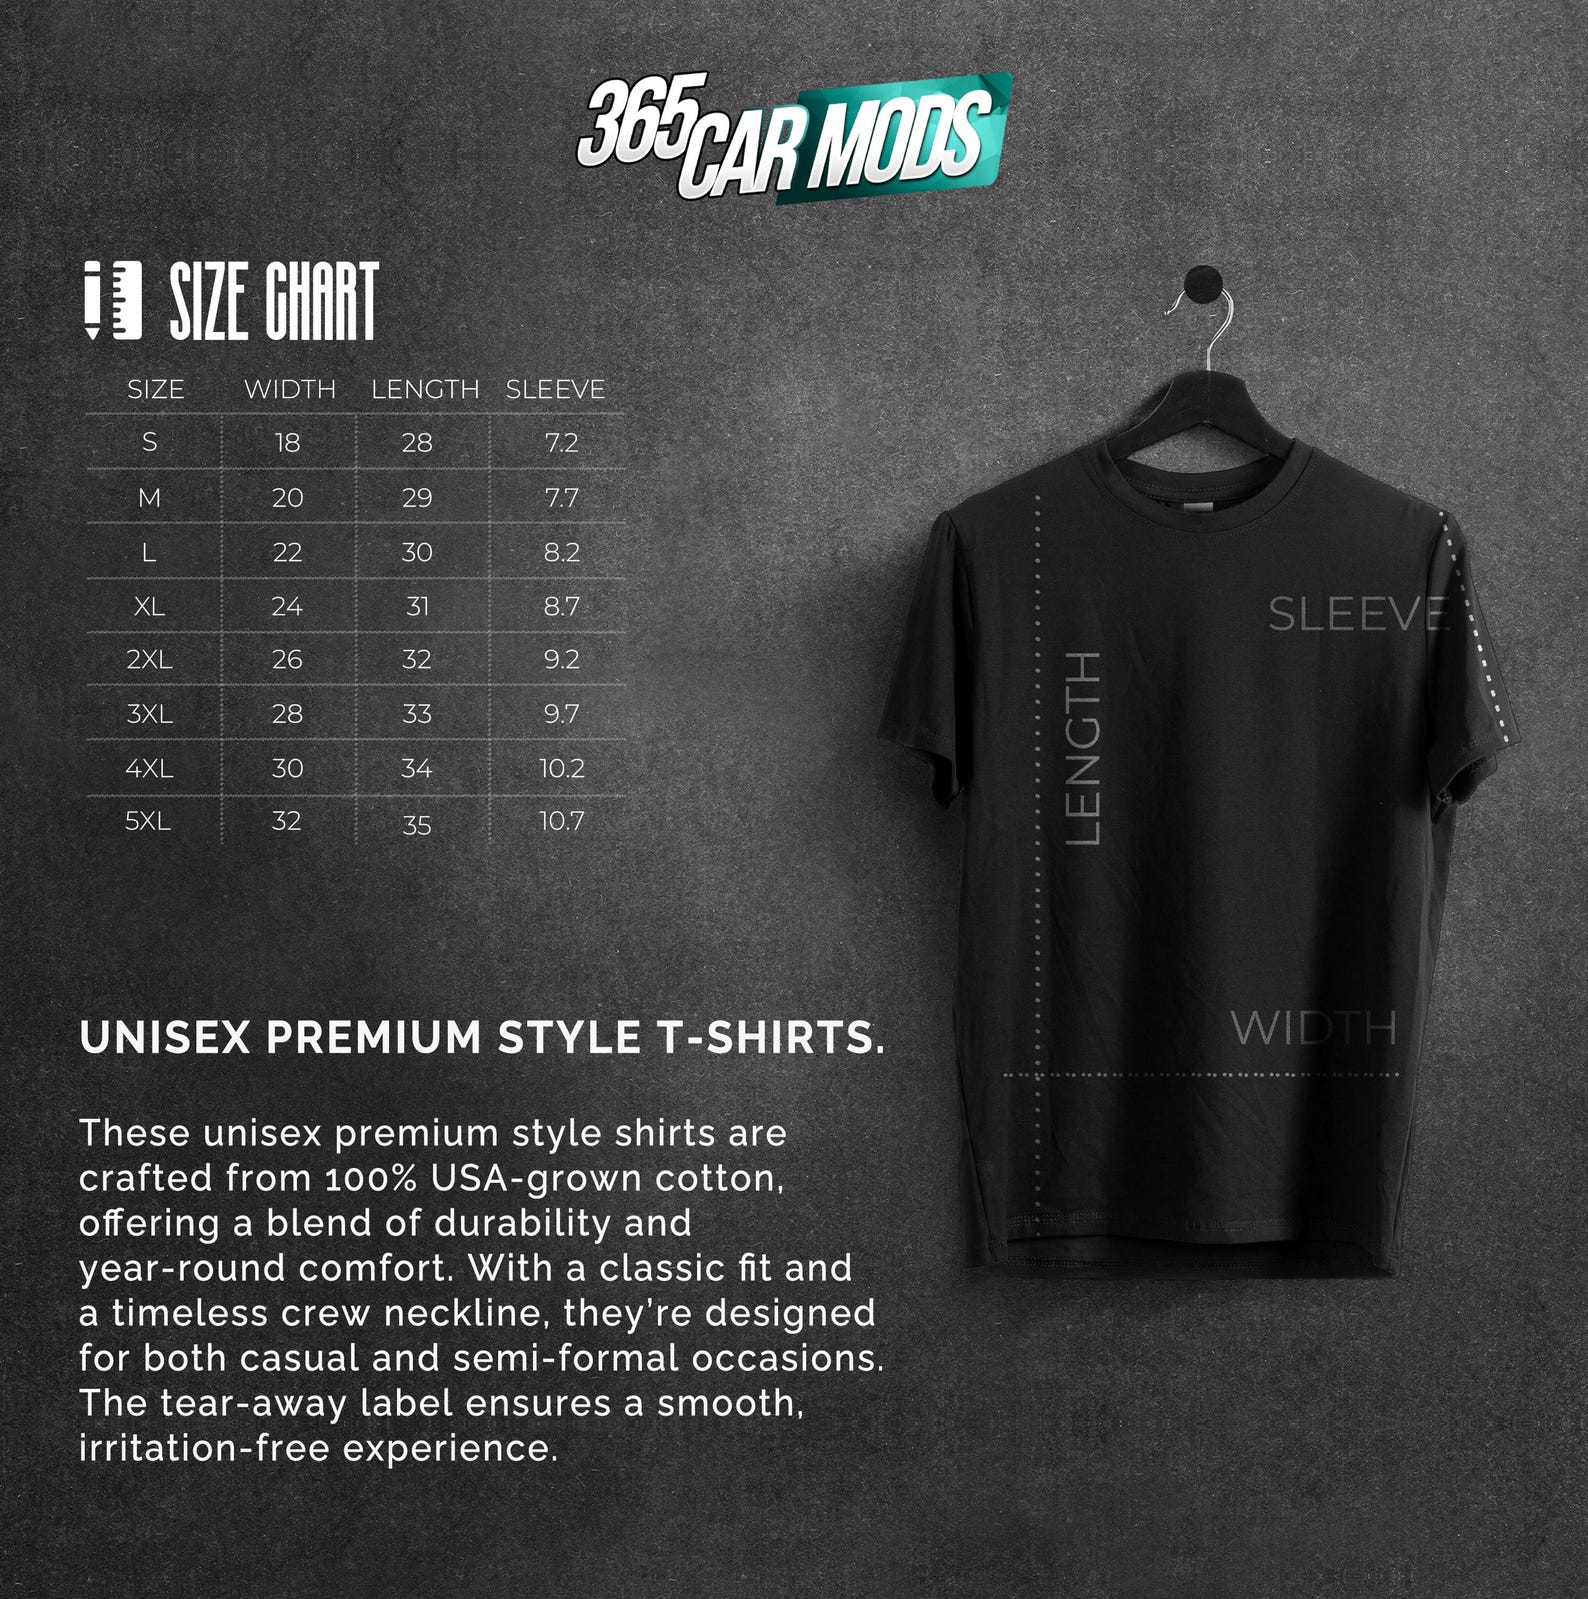 365 CAR MODS
SIZE CHART
SIZE WIDTH LENGTH SLEEVE
S 18 28 7.2
M 20 29 7.7
L 22 30 8.2
XL 24 31 8.7
2XL 26 32 9.2
3XL 28 33 9.7
4XL 30 34 10.2
5XL 32 35 10.7
SLEEVE
LENGTH
WIDTH
UNISEX PREMIUM STYLE T-SHIRTS.
These unisex premium style shirts are
crafted from 100% USA-grown cotton,
offering a blend of durability and
year-round comfort. With a classic fit and
a timeless crew neckline, they’re designed
for both casual and semi-formal occasions.
The tear-away label ensures a smooth,
irritation-free experience.